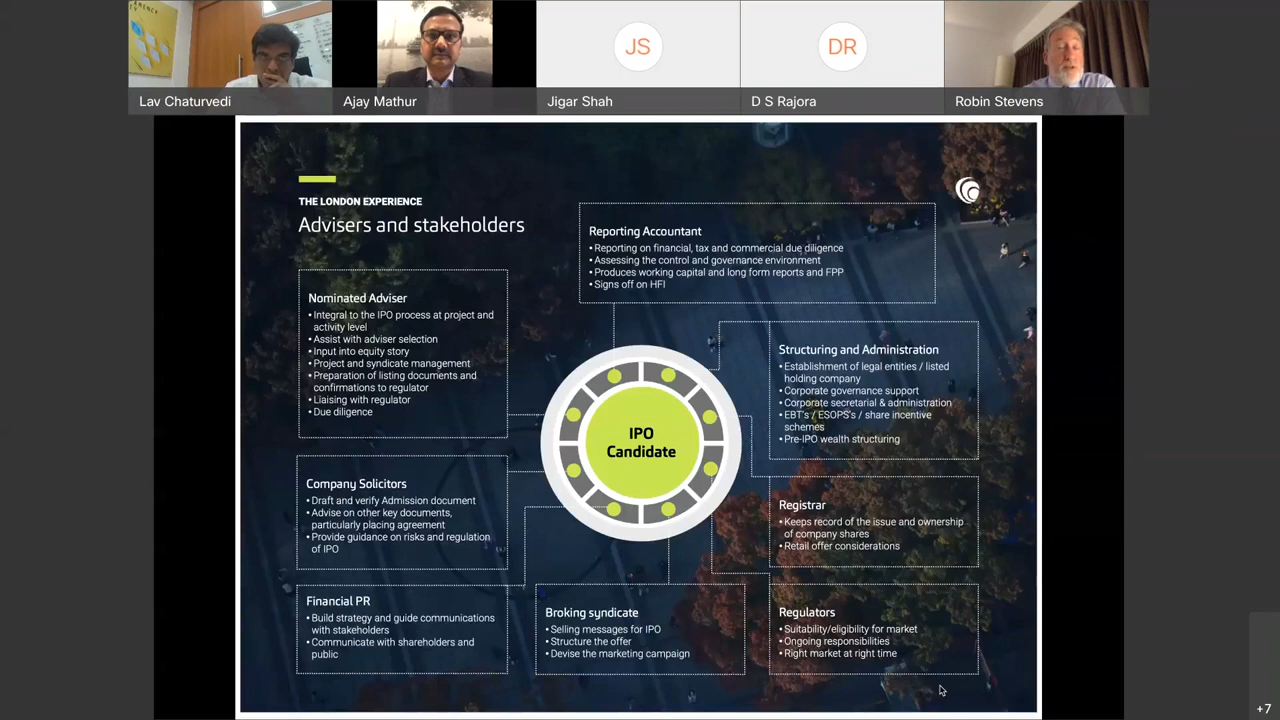 Lav Chaturvedi
Ajay Mathur
JS
Jigar Shah
DR
D S Rajora
Robin Stevens
THE LONDON EXPERIENCE
Advisers and stakeholders
Reporting Accountant
• Reporting on financial, tax and commercial due diligence
• Assessing the control and governance environment
• Produces working capital and long form reports and FPP
• Signs off on HFI
Nominated Adviser
• Integral to the IPO process at project and
activity level
• Assist with adviser selection
• Input into equity story
• Project and syndicate management
• Preparation of listing documents and
confirmations to regulator
• Liaising with regulator
• Due diligence
Structuring and Administration
• Establishment of legal entities / listed
holding company
• Corporate governance support
• Corporate secretarial & administration
• EBT's / ESOPS's / share incentive
schemes
• Pre-IPO wealth structuring
IPO
Candidate
Company Solicitors
• Draft and verify Admission document
• Advise on other key documents,
particularly placing agreement
• Provide guidance on risks and regulation
of IPO
Registrar
• Keeps record of the issue and ownership
of company shares
• Retail offer considerations
Financial PR
• Build strategy and guide communications
with stakeholders
• Communicate with shareholders and
public
Broking syndicate
• Selling messages for IPO
• Structure the offer
• Devise the marketing campaign
Regulators
• Suitability/eligibility for market
• Ongoing responsibilities
• Right market at right time
+7